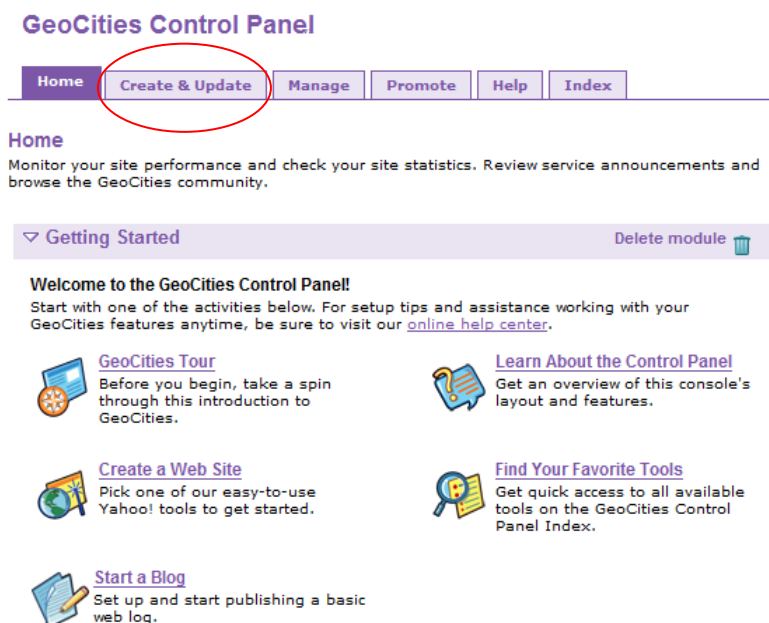 GeoCities Control Panel
Home
Create & Update
Manage
Promote
Help
Index
Home
Monitor your site performance and check your site statistics. Review service announcements and
browse the GeoCities community.
Getting Started
Delete module
Welcome to the GeoCities Control Panel!
Start with one of the activities below. For setup tips and assistance working with your
GeoCities features anytime, be sure to visit our online help center.
GeoCities Tour
Before you begin, take a spin
through this introduction to
GeoCities.
Learn About the Control Panel
Get an overview of this console's
layout and features.
Create a Web Site
Pick one of our easy-to-use
Yahoo! tools to get started.
Find Your Favorite Tools
Get quick access to all available
tools on the GeoCities Control
Panel Index.
Start a Blog
Set up and start publishing a basic
web log.